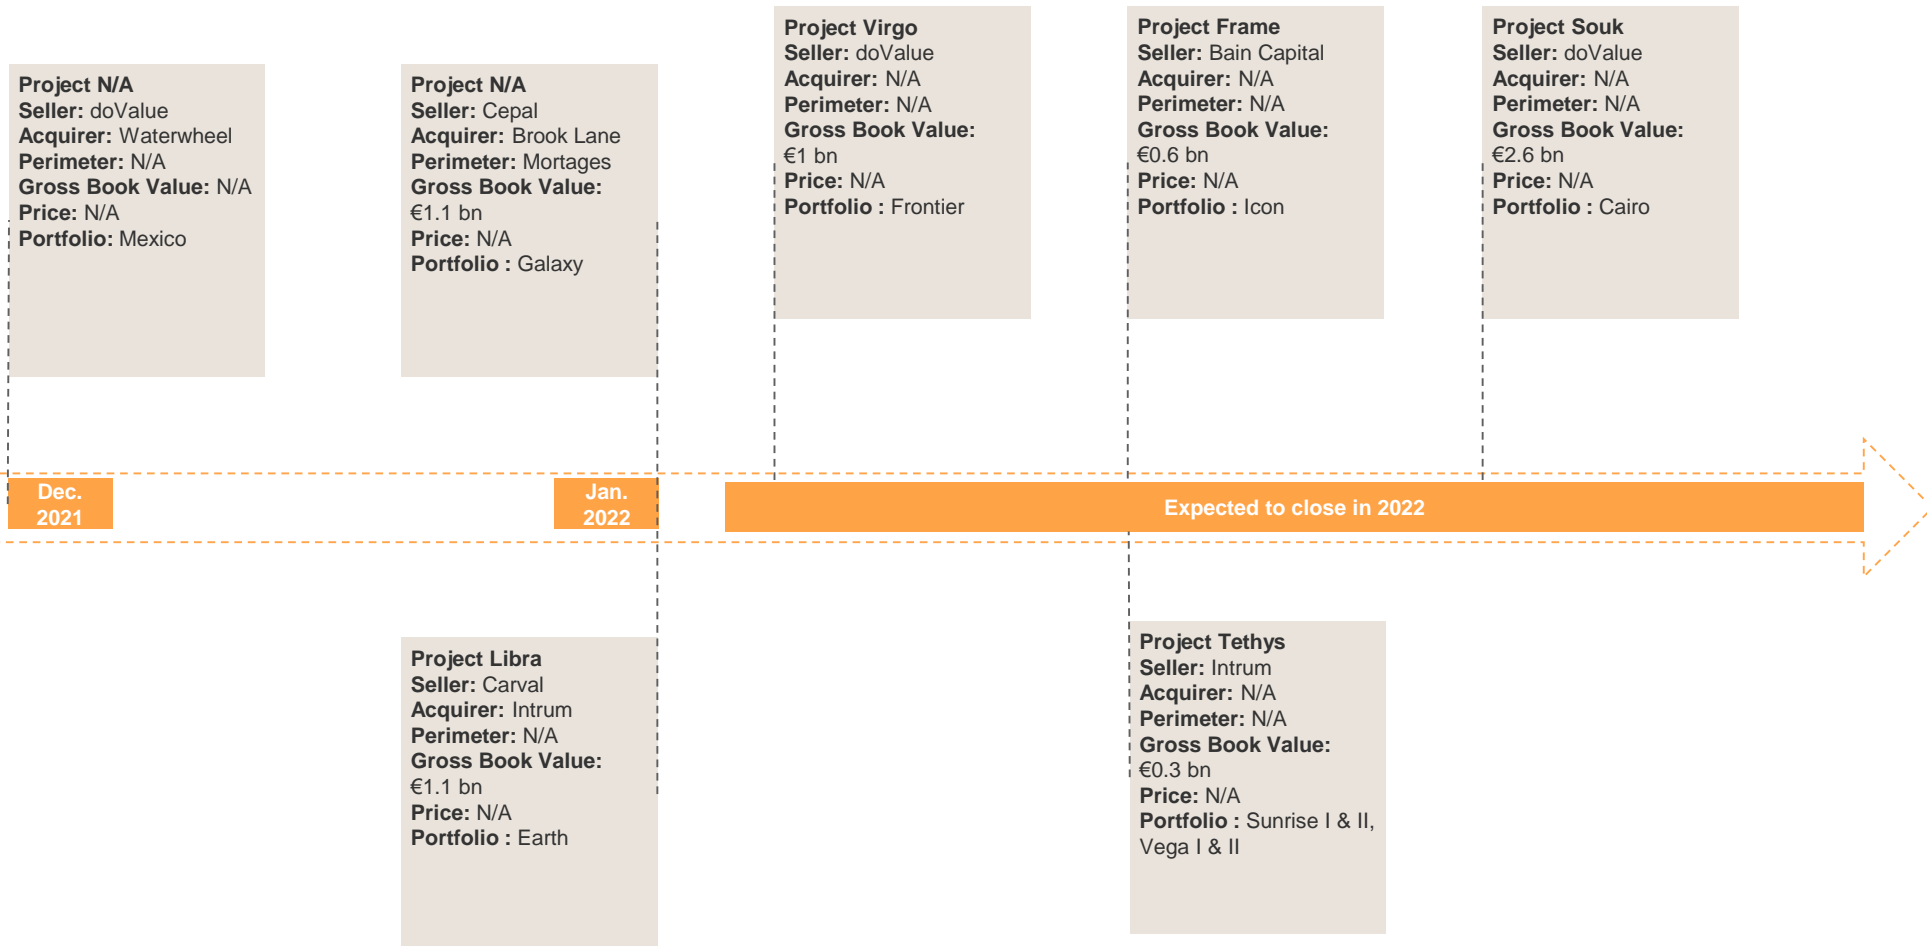 Project N/A
Seller: doValue
Acquirer: Waterwheel
Perimeter: N/A
Gross Book Value: N/A
Price: N/A
Portfolio: Mexico
Project N/A
Seller: Cepal
Acquirer: Brook Lane
Perimeter: Mortages
Gross Book Value:
€1.1 bn
Price: N/A
Portfolio : Galaxy
Project Virgo
Seller: doValue
Acquirer: N/A
Perimeter: N/A
Gross Book Value:
€1 bn
Price: N/A
Portfolio : Frontier
Project Frame
Seller: Bain Capital
Acquirer: N/A
Perimeter: N/A
Gross Book Value:
€0.6 bn
Price: N/A
Portfolio : Icon
Project Souk
Seller: doValue
Acquirer: N/A
Perimeter: N/A
Gross Book Value:
€2.6 bn
Price: N/A
Portfolio : Cairo
Dec.
2021
Jan.
2022
Expected to close in 2022
Project Libra
Seller: Carval
Acquirer: Intrum
Perimeter: N/A
Gross Book Value:
€1.1 bn
Price: N/A
Portfolio : Earth
Project Tethys
Seller: Intrum
Acquirer: N/A
Perimeter: N/A
Gross Book Value:
€0.3 bn
Price: N/A
Portfolio : Sunrise I & II,
Vega I & II